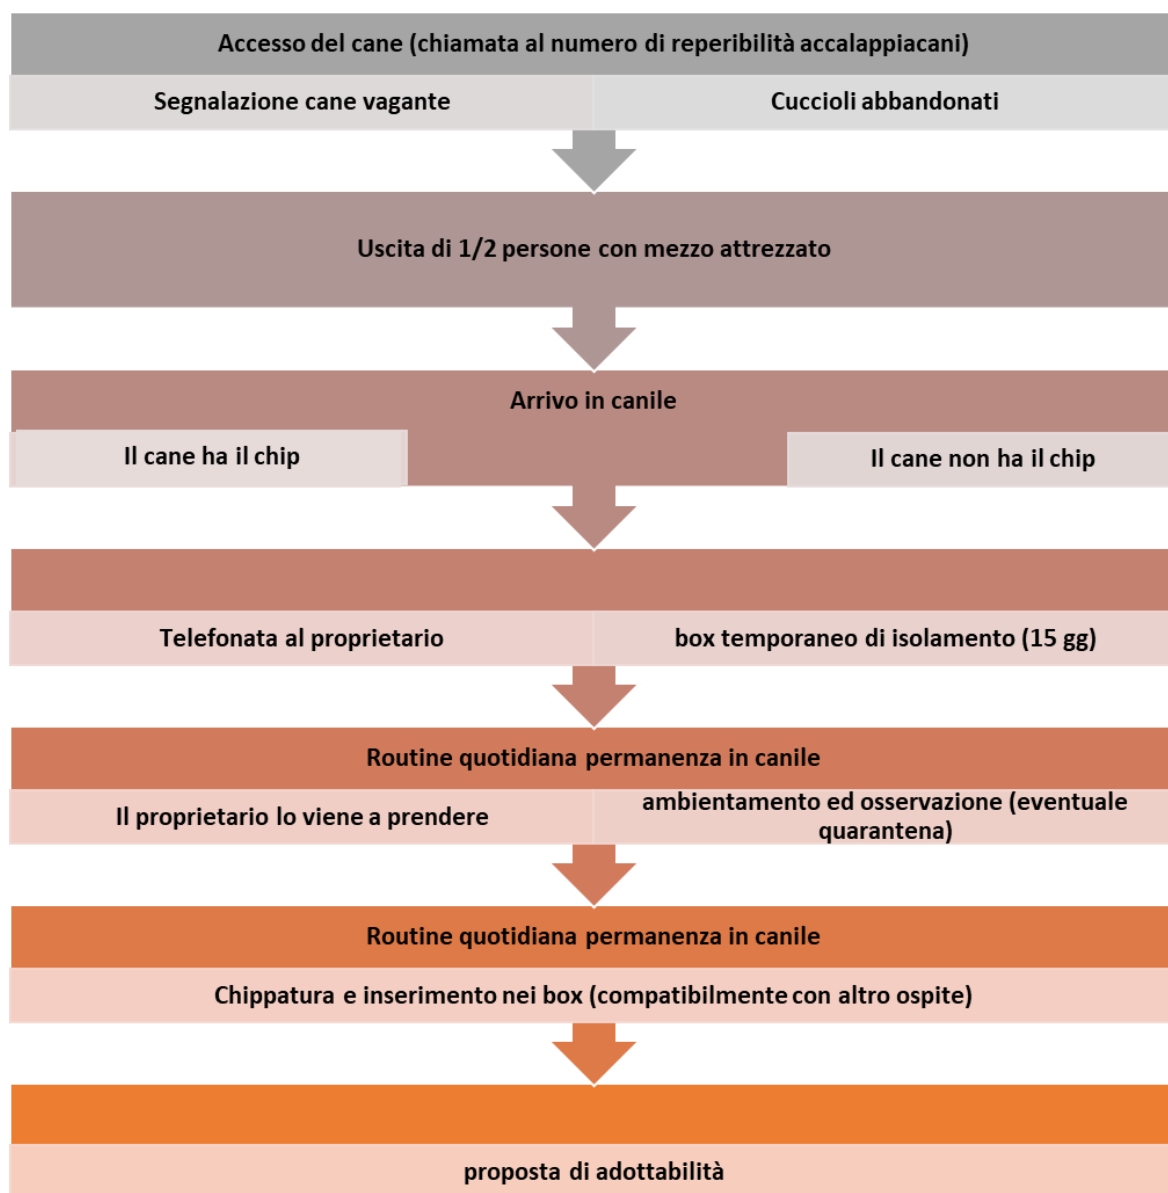 Accesso del cane (chiamata al numero di reperibilità accalappiacani)
Segnalazione cane vagante
Cuccioli abbandonati
Uscita di 1/2 persone con mezzo attrezzato
Arrivo in canile
Il cane ha il chip
Il cane non ha il chip
Telefonata al proprietario
box temporaneo di isolamento (15 gg)
Routine quotidiana permanenza in canile
Il proprietario lo viene a prendere
ambientamento ed osservazione (eventuale
quarantena)
Routine quotidiana permanenza in canile
Chippatura e inserimento nei box (compatibilmente con altro ospite)
proposta di adottabilità